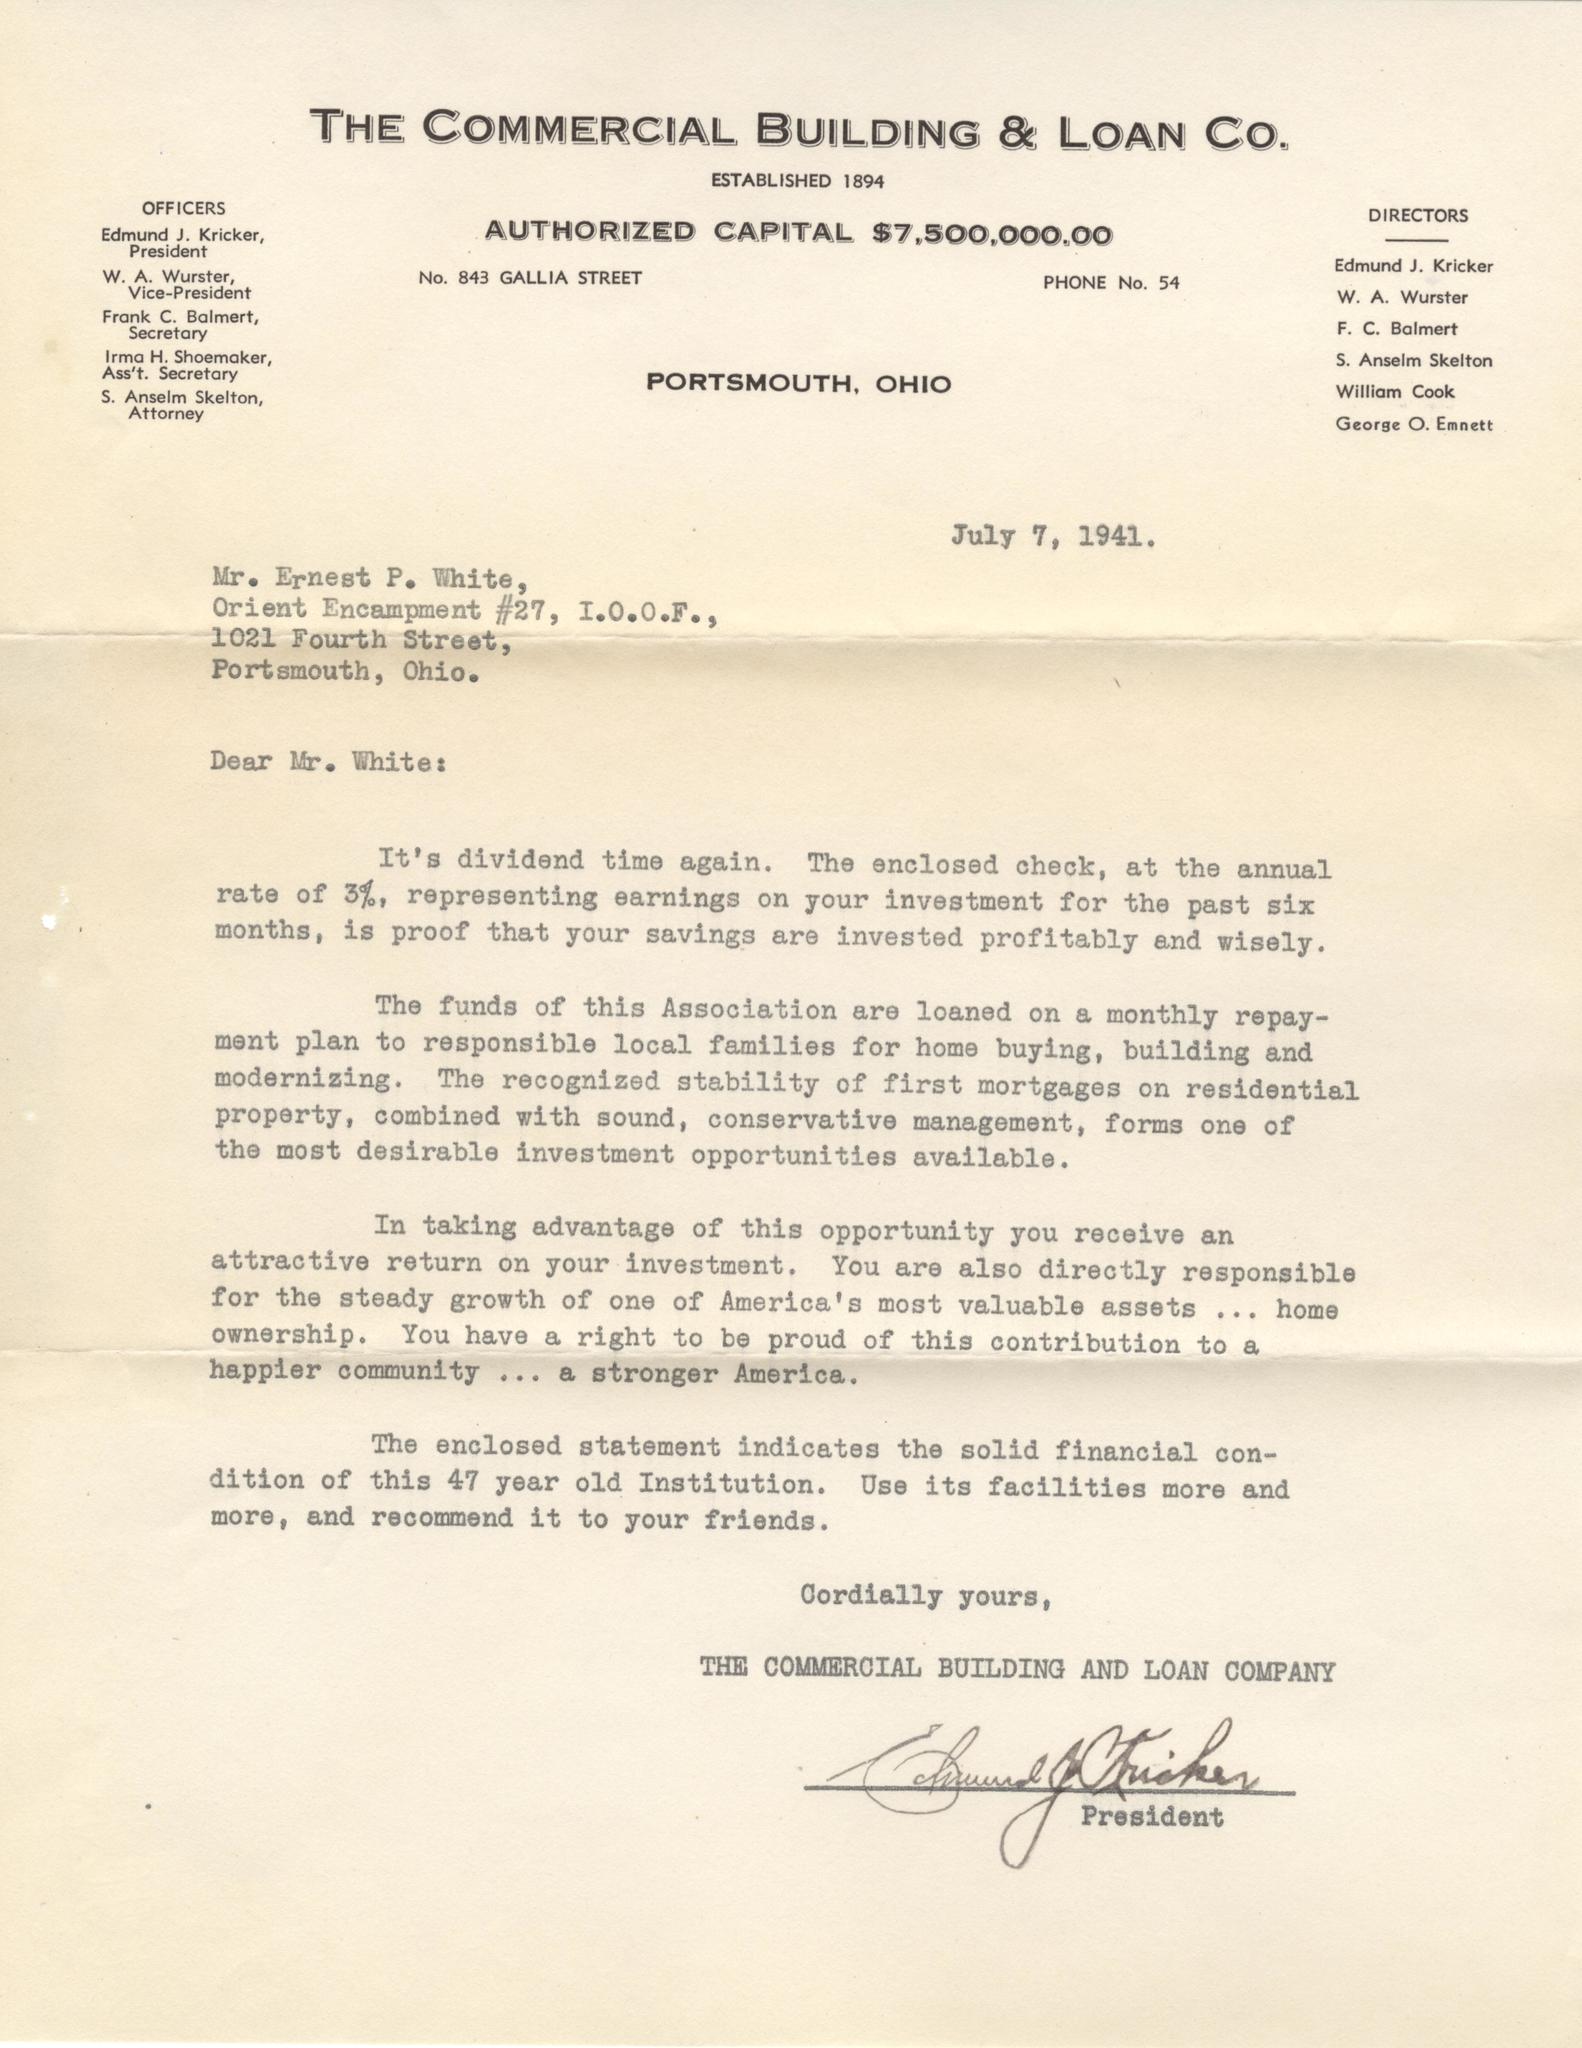 THE COMMERCIAL BUILDING & LOAN CO.
ESTABLISHED 1894
AUTHORIZED CAPITAL $7,500,000.00
No. 843 GALLIA STREET
PHONE No. 54
PORTSMOUTH, OHIO
OFFICERS
Edmund J. Kricker,
President
W. A. Wurster,
Vice-President
Frank C. Balmert,
Secretary
Irma H. Shoemaker,
Ass't. Secretary
S. Anselm Skelton,
Attorney
DIRECTORS
Edmund J. Kricker
W. A. Wurster
F. C. Balmert
S. Anselm Skelton
William Cook
George O. Emnett
July 7, 1941.
Mr. Ernest P. White,
Orient Encampment #27, I.O.O.F.,
1021 Fourth Street,
Portsmouth, Ohio.
Dear Mr. White:
It's dividend time again. The enclosed check, at the annual
rate of 3%, representing earnings on your investment for the past six
months, is proof that your savings are invested profitably and wisely.
The funds of this Association are loaned on a monthly repay-
ment plan to responsible local families for home buying, building and
modernizing. The recognized stability of first mortgages on residential
property, combined with sound, conservative management, forms one of
the most desirable investment opportunities available.
In taking advantage of this opportunity you receive an
attractive return on your investment. You are also directly responsible
for the steady growth of one of America's most valuable assets ... home
ownership. You have a right to be proud of this contribution to a
happier community ... a stronger America.
The enclosed statement indicates the solid financial con-
dition of this 47 year old Institution. Use its facilities more and
more, and recommend it to your friends.
Cordially yours,
THE COMMERCIAL BUILDING AND LOAN COMPANY
Edmund J Kricker
President